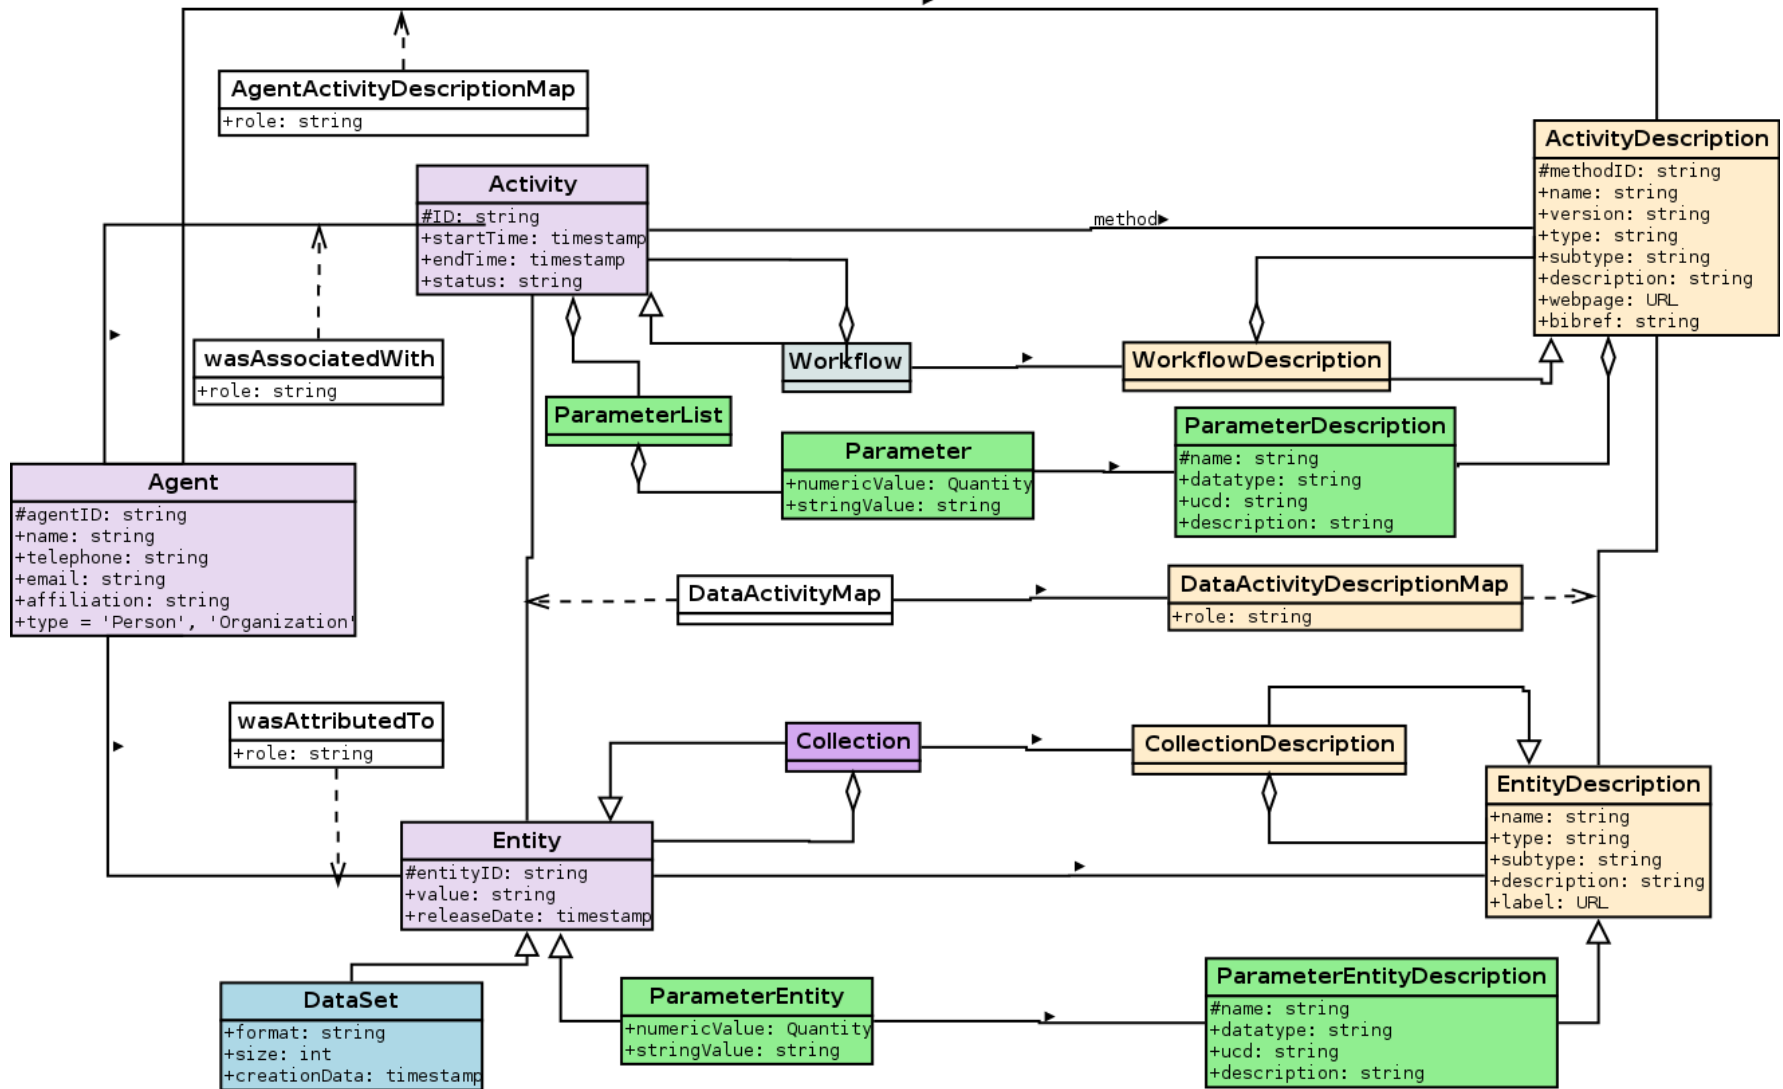 AgentActivityDescriptionMap
+role: string
ActivityDescription
#methodID: string
+name: string
+version: string
+type: string
+subtype: string
+description: string
+webpage: URL
+bibref: string
Activity
#ID: string
+startTime: timestamp
+endTime: timestamp
+status: string
method
wasAssociatedWith
+role: string
Workflow
WorkflowDescription
ParameterList
Parameter
+numericValue: Quantity
+stringValue: string
ParameterDescription
#name: string
+datatype: string
+ucd: string
+description: string
Agent
#agentID: string
+name: string
+telephone: string
+email: string
+affiliation: string
+type = 'Person', 'Organization'
DataActivityMap
DataActivityDescriptionMap
+role: string
wasAttributedTo
+role: string
Collection
CollectionDescription
EntityDescription
+name: string
+type: string
+subtype: string
+description: string
+label: URL
Entity
#entityID: string
+value: string
+releaseDate: timestamp
DataSet
+format: string
+size: int
+creationData: timestamp
ParameterEntity
+numericValue: Quantity
+stringValue: string
ParameterEntityDescription
#name: string
+datatype: string
+ucd: string
+description: string